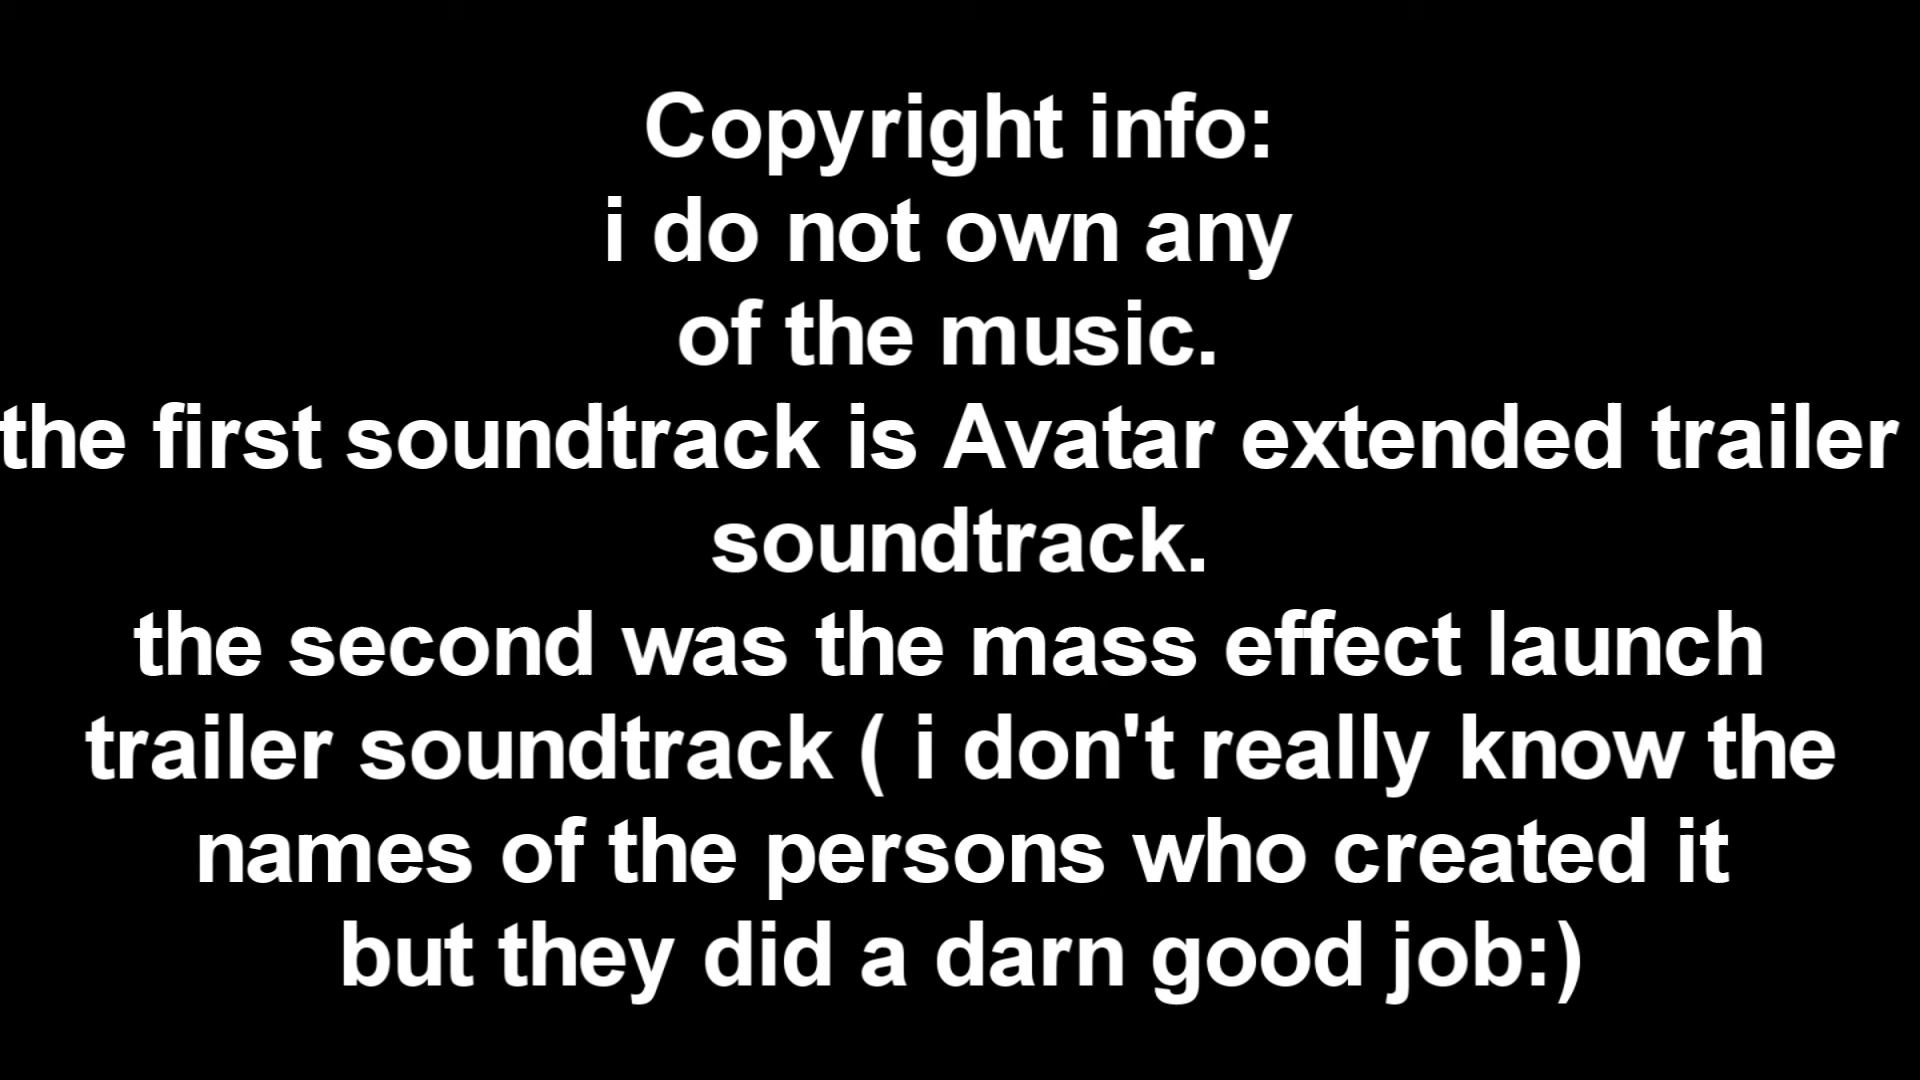 Copyright info:
i do not own any
of the music.
the first soundtrack is Avatar extended trailer
soundtrack.
the second was the mass effect launch
trailer soundtrack ( i don't really know the
names of the persons who created it
but they did a darn good job:)